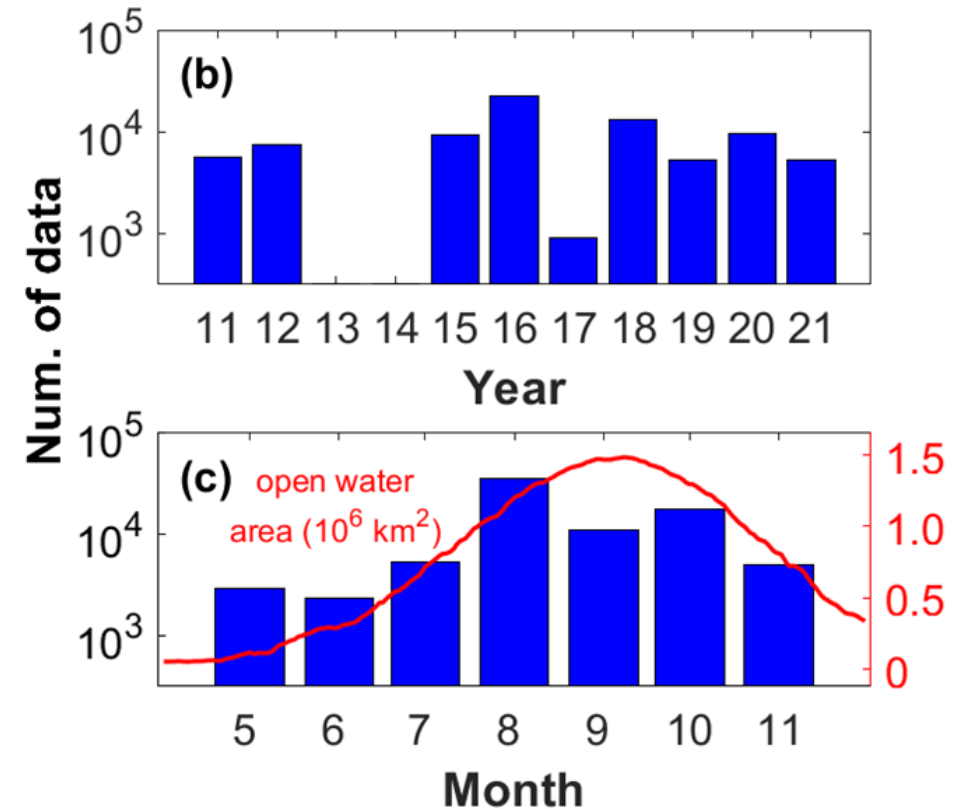 Num. of data
(b)
10^5
10^4
10^3
11 12 13 14 15 16 17 18 19 20 21
Year
(c)
open water
area (10^6 km^2)
10^5
10^4
10^3
1.5
1.0
0.5
0
5 6 7 8 9 10 11
Month